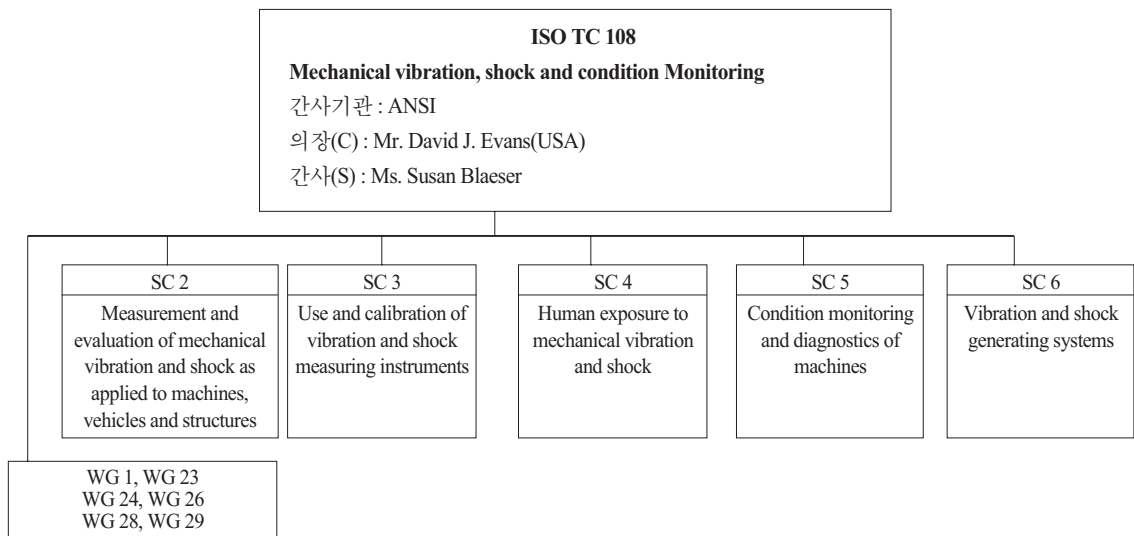 ISO TC 108
Mechanical vibration, shock and condition Monitoring
간사기관 : ANSI
의장(C) : Mr. David J. Evans(USA)
간사(S) : Ms. Susan Blaeser
SC 2
Measurement and
evaluation of mechanical
vibration and shock as
applied to machines,
vehicles and structures
SC 3
Use and calibration of
vibration and shock
measuring instruments
SC 4
Human exposure to
mechanical vibration
and shock
SC 5
Condition monitoring
and diagnostics of
machines
SC 6
Vibration and shock
generating systems
WG 1, WG 23
WG 24, WG 26
WG 28, WG 29